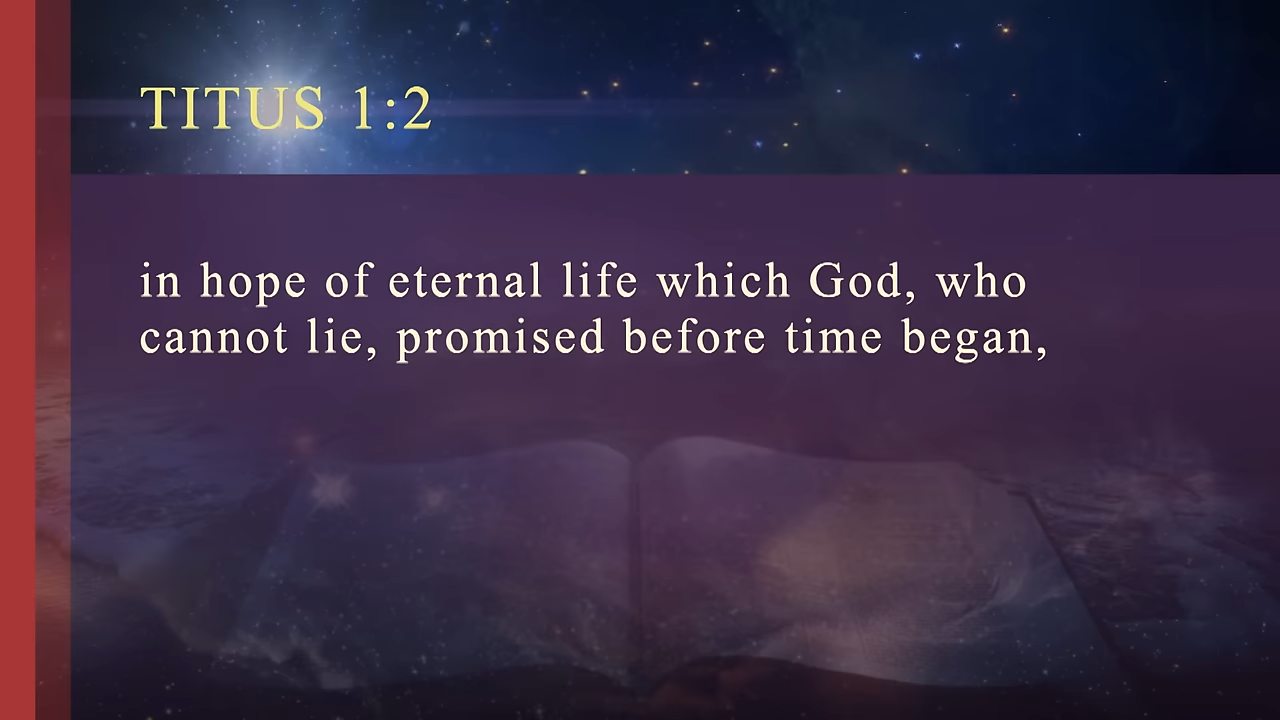 TITUS 1:2
in hope of eternal life which God, who
cannot lie, promised before time began,